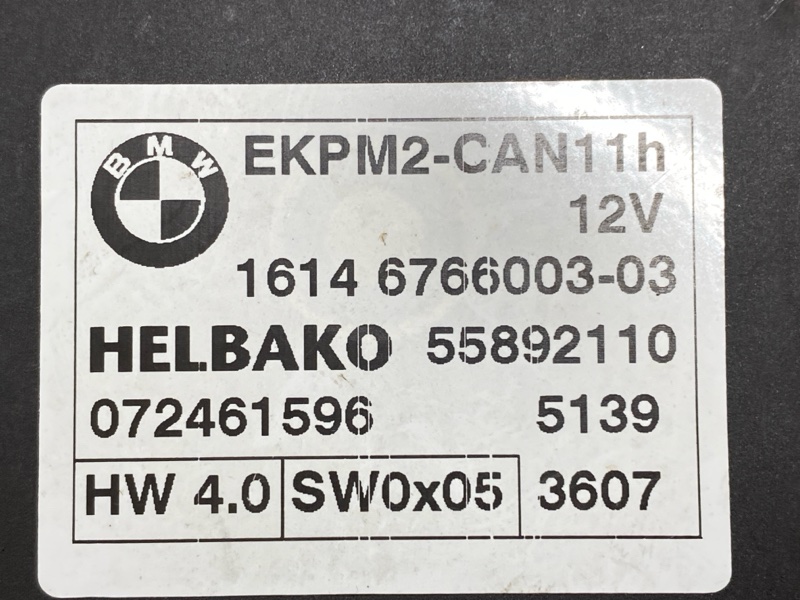 BMW
EKPM2-CAN11h
12V
1614 6766003-03
HELBAKO 55892110
072461596 5139
HW 4.0 SW0x05 3607